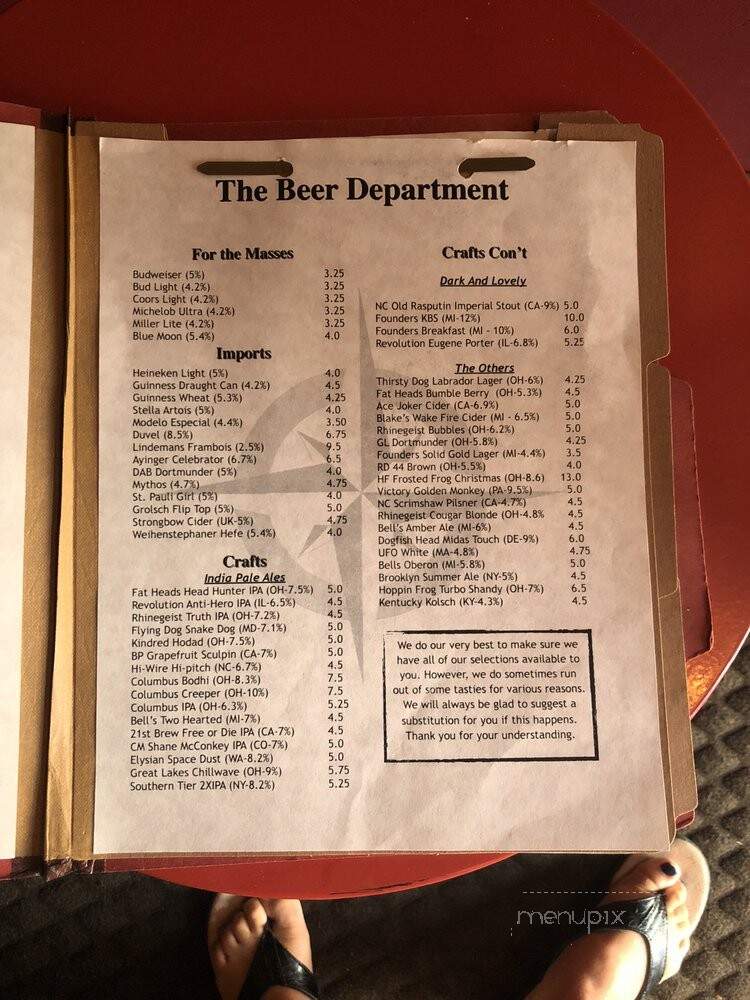 The Beer Department
For the Masses
Budweiser (5%) 3.25
Bud Light (4.2%) 3.25
Coors Light (4.2%) 3.25
Michelob Ultra (4.2%) 3.25
Miller Lite (4.2%) 3.25
Blue Moon (5.4%) 4.0
Imports
Heineken Light (5%) 4.0
Guinness Draught Can (4.2%) 4.5
Guinness Wheat (5.3%) 4.25
Stella Artois (5%) 4.0
Modelo Especial (4.4%) 3.50
Duvel (8.5%) 6.75
Lindemans Frambois (2.5%) 9.5
Ayinger Celebrator (6.7%) 6.5
DAB Dortmunder (5%) 4.0
Mythos (4.7%) 4.75
St. Pauli Girl (5%) 4.0
Grolsch Flip Top (5%) 5.0
Strongbow Cider (UK-5%) 4.75
Weihenstephaner Hefe (5.4%) 4.0
Crafts
India Pale Ales
Fat Heads Head Hunter IPA (OH-7.5%) 5.0
Revolution Anti-Hero IPA (IL-6.5%) 4.5
Rhinegeist Truth IPA (OH-7.2%) 4.5
Flying Dog Snake Dog (MD-7.1%) 5.0
Kindred Hodad (OH-7.5%) 5.0
BP Grapefruit Sculpin (CA-7%) 5.0
Hi-Wire Hi-pitch (NC-6.7%) 4.5
Columbus Bodhi (OH-8.3%) 7.5
Columbus Creeper (OH-10%) 7.5
Columbus IPA (OH-6.3%) 5.25
Bell's Two Hearted (MI-7%) 4.5
21st Brew Free or Die IPA (CA-7%) 4.5
CM Shane McConkey IPA (CO-7%) 5.0
Elysian Space Dust (WA-8.2%) 5.0
Great Lakes Chillwave (OH-9%) 5.75
Southern Tier 2XIPA (NY-8.2%) 5.25
Crafts Con't
Dark And Lovely
NC Old Rasputin Imperial Stout (CA-9%) 5.0
Founders KBS (MI-12%) 10.0
Founders Breakfast (MI - 10%) 6.0
Revolution Eugene Porter (IL-6.8%) 5.25
The Others
Thirsty Dog Labrador Lager (OH-6%) 4.25
Fat Heads Bumble Berry (OH-5.3%) 4.5
Ace Joker Cider (CA-6.9%) 5.0
Blake's Wake Fire Cider (MI - 6.5%) 5.0
Rhinegeist Bubbles (OH-6.2%) 5.0
GL Dortmunder (OH-5.8%) 4.25
Founders Solid Gold Lager (MI-4.4%) 3.5
RD 44 Brown (OH-5.5%) 4.0
HF Frosted Frog Christmas (OH-8.6) 13.0
Victory Golden Monkey (PA-9.5%) 5.0
NC Scrimshaw Pilsner (CA-4.7%) 4.5
Rhinegeist Cougar Blonde (OH-4.8% 4.5
Bell's Amber Ale (MI-6%) 4.5
Dogfish Head Midas Touch (DE-9%) 6.0
UFO White (MA-4.8%) 4.75
Bells Oberon (MI-5.8%) 5.0
Brooklyn Summer Ale (NY-5%) 4.5
Hoppin Frog Turbo Shandy (OH-7%) 6.5
Kentucky Kolsch (KY-4.3%) 4.5
We do our very best to make sure we
have all of our selections available to
you. However, we do sometimes run
out of some tasties for various reasons.
We will always be glad to suggest a
substitution for you if this happens.
Thank you for your understanding.
menupix